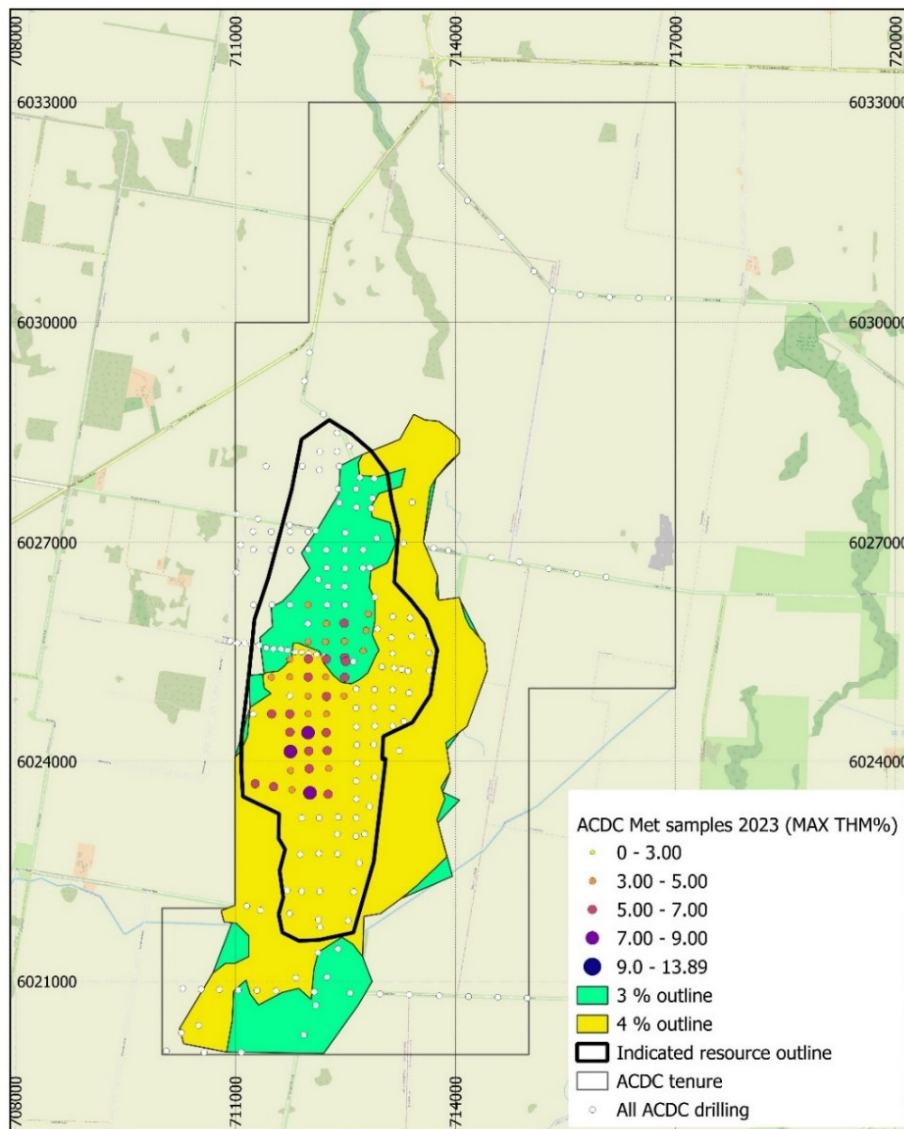 708000 711000 714000 717000 720000
6033000 6033000
6030000 6030000
6027000 6027000
6024000 6024000
6021000
ACDC Met samples 2023 (MAX THM%)
0 - 3.00
3.00 - 5.00
5.00 - 7.00
7.00 - 9.00
9.0 - 13.89
3 % outline
4 % outline
Indicated resource outline
ACDC tenure
All ACDC drilling
708000 711000 714000